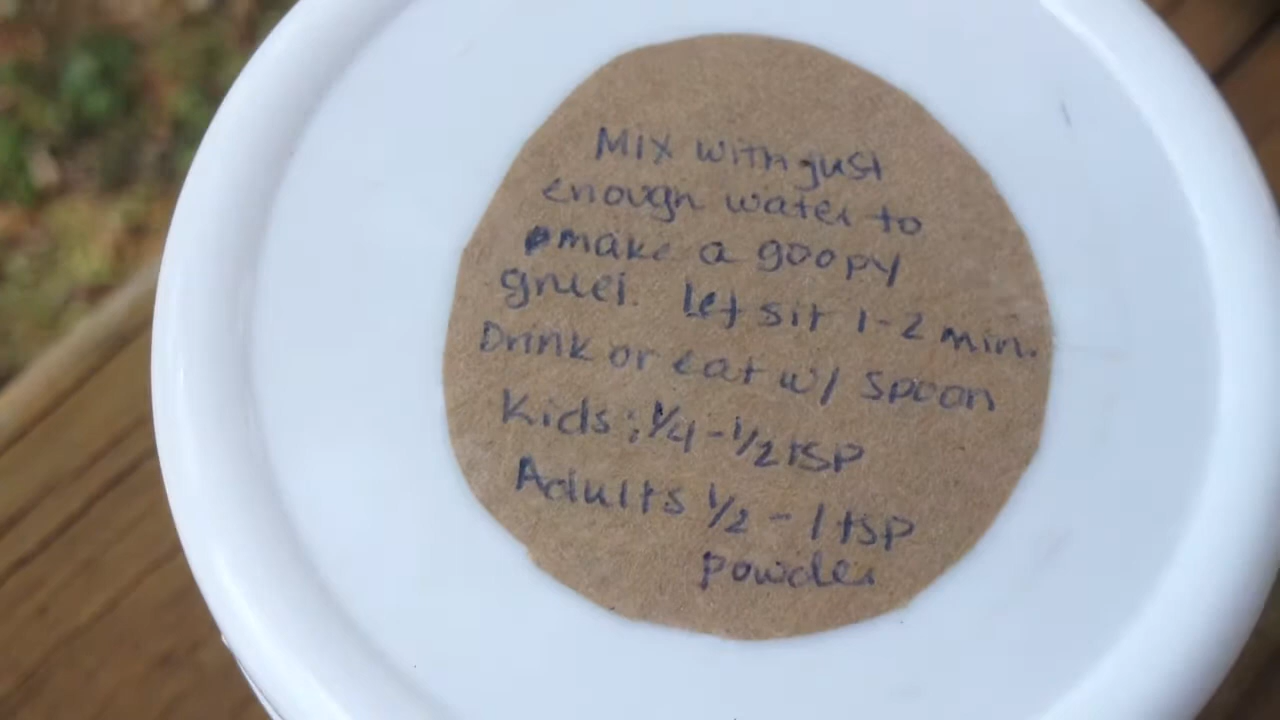 Mix with just
enough water to
make a goopy
gruel. Let sit 1-2 min.
Drink or eat w/ spoon
Kids: 1/4 - 1/2 tsp
Adults 1/2 - 1 tsp
powder